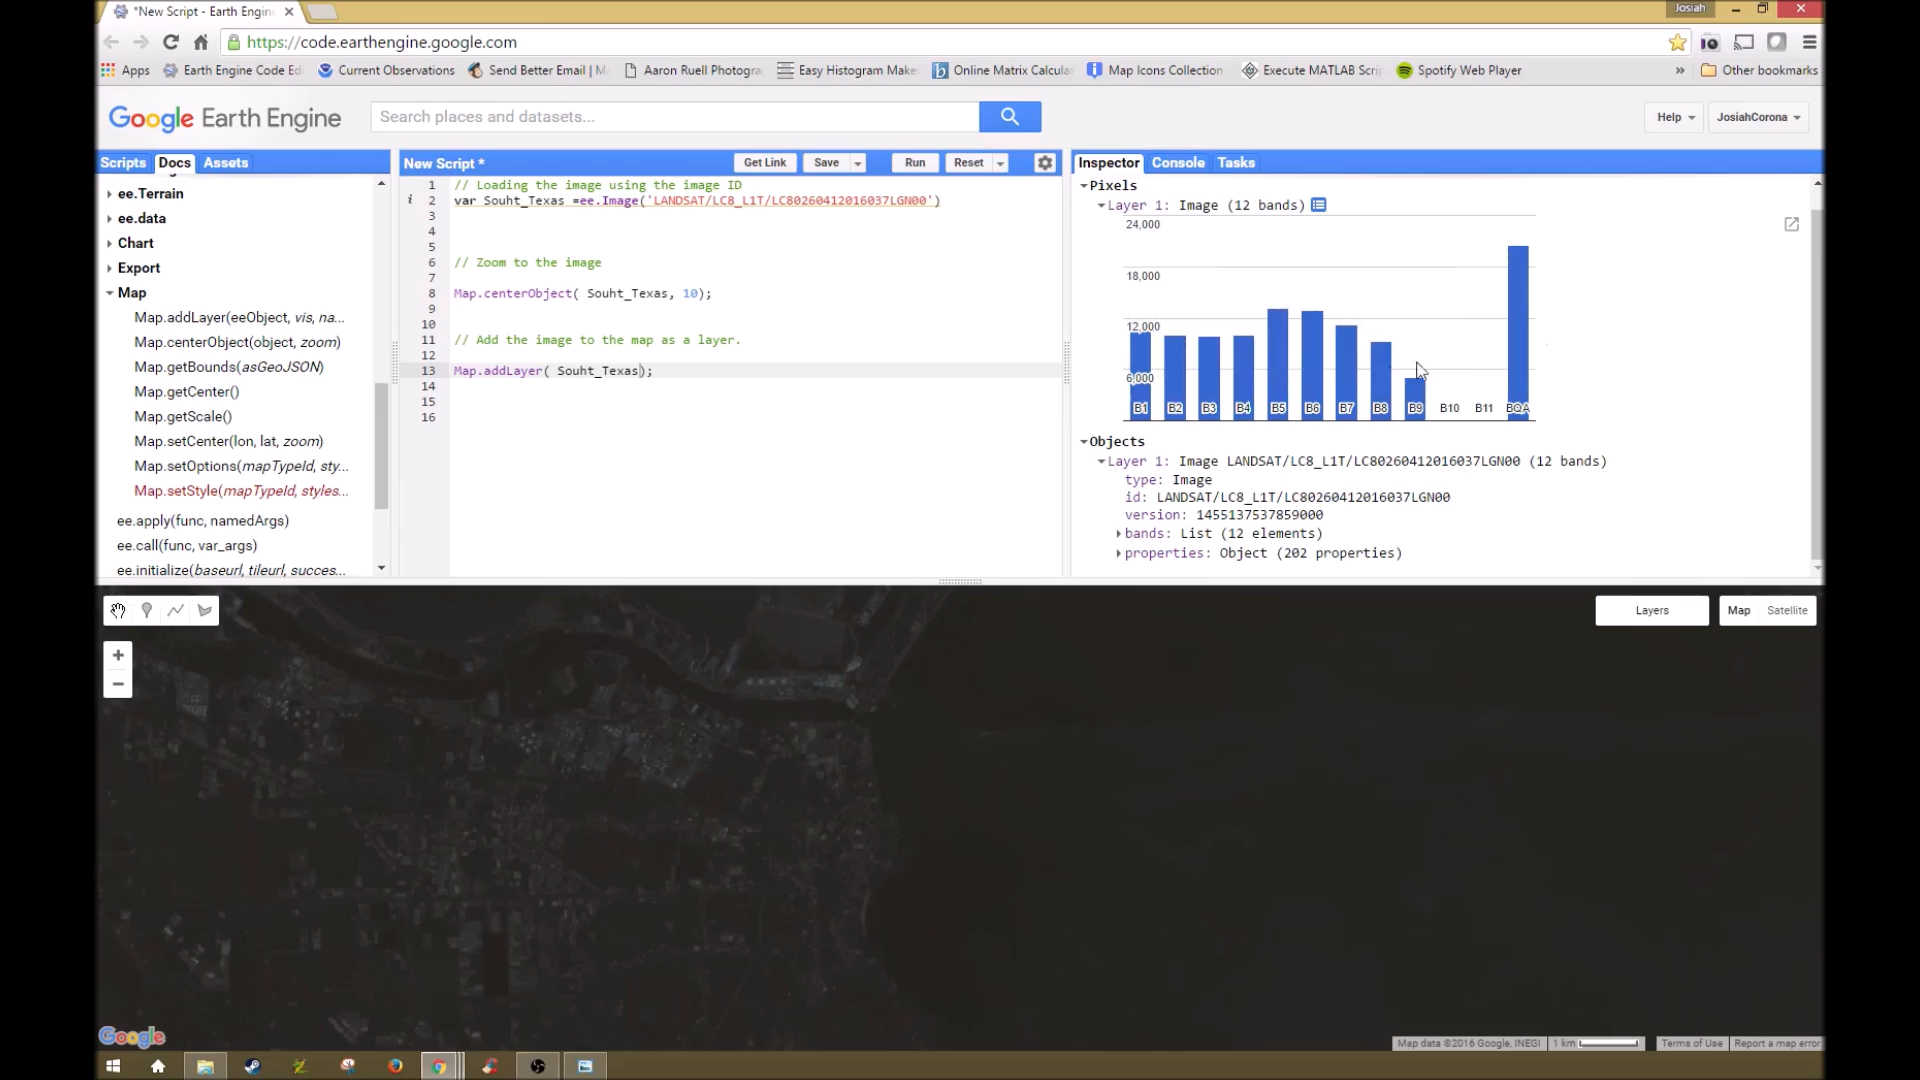 *New Script - Earth Engin
Josiah
https://code.earthengine.google.com
Apps
Earth Engine Code Ed
Current Observations
Send Better Email | M
Aaron Ruell Photogra
Easy Histogram Make
Online Matrix Calcula
Map Icons Collection
Execute MATLAB Scrip
Spotify Web Player
»
Other bookmarks
Google Earth Engine
Search places and datasets...
Help
JosiahCorona
Scripts
Docs
Assets
ee.Terrain
ee.data
Chart
Export
Map
Map.addLayer(eeObject, vis, na...
Map.centerObject(object, zoom)
Map.getBounds(asGeoJSON)
Map.getCenter()
Map.getScale()
Map.setCenter(lon, lat, zoom)
Map.setOptions(mapTypeId, sty...
Map.setStyle(mapTypeId, styles...
ee.apply(func, namedArgs)
ee.call(func, var_args)
ee.initialize(baseurl, tileurl, succes...
New Script *
Get Link
Save
Run
Reset
1 // Loading the image using the image ID
i 2 var Souht_Texas =ee.Image('LANDSAT/LC8_L1T/LC80260412016037LGN00')
3
4
5
6 // Zoom to the image
7
8 Map.centerObject( Souht_Texas, 10);
9
10
11 // Add the image to the map as a layer.
12
13 Map.addLayer( Souht_Texas);
14
15
16
Inspector
Console
Tasks
Pixels
Layer 1: Image (12 bands)
24,000
18,000
12,000
6,000
B1 B2 B3 B4 B5 B6 B7 B8 B9 B10 B11 BQA
Objects
Layer 1: Image LANDSAT/LC8_L1T/LC80260412016037LGN00 (12 bands)
type: Image
id: LANDSAT/LC8_L1T/LC80260412016037LGN00
version: 1455137537859000
bands: List (12 elements)
properties: Object (202 properties)
+
−
Layers
Map
Satellite
Google
Map data ©2016 Google, INEGI
1 km
Terms of Use
Report a map error